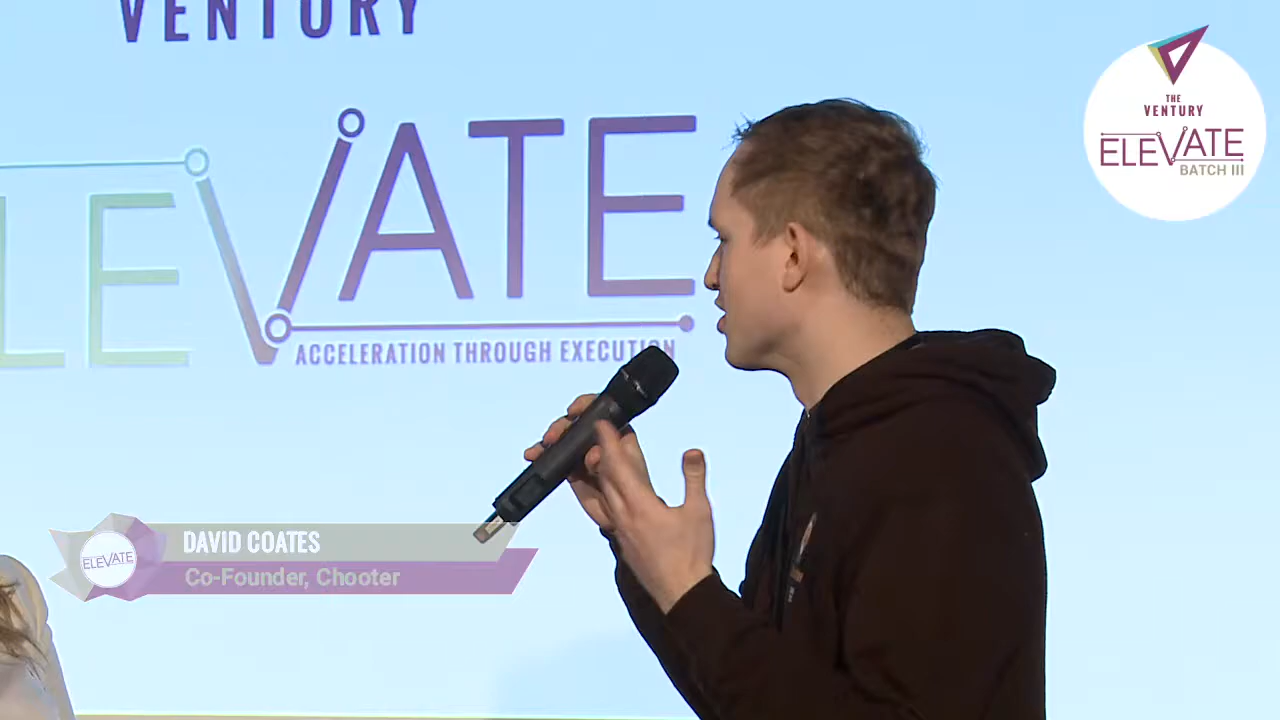 VENTURY
ELEVATE
ACCELERATION THROUGH EXECUTION
THE
VENTURY
ELEVATE
BATCH III
ELEVATE
DAVID COATES
Co-Founder, Chooter